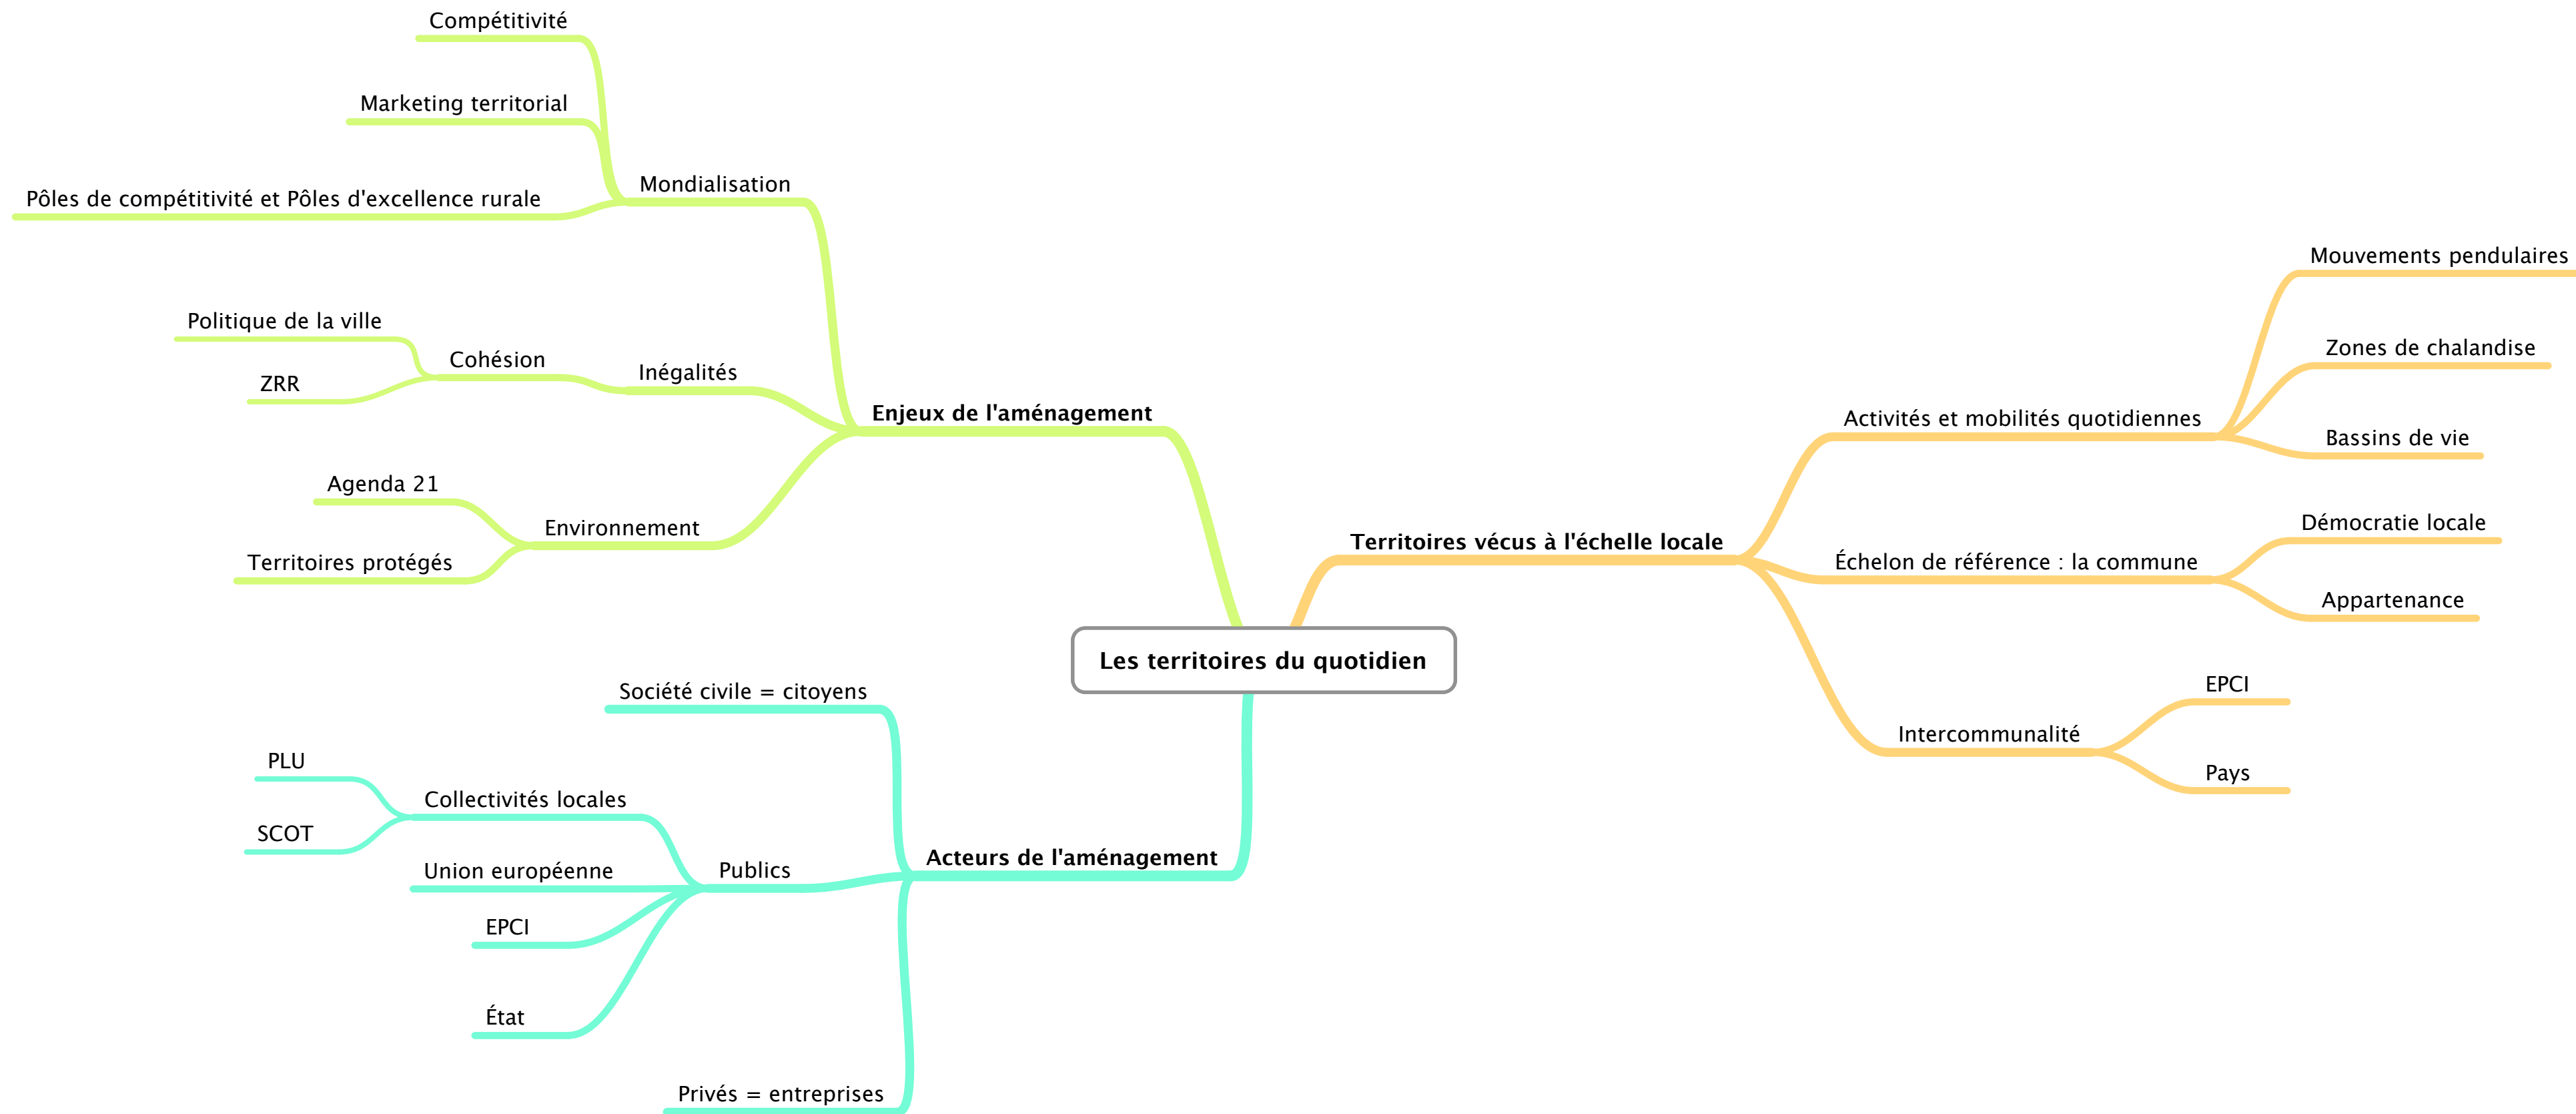 Compétitivité
Marketing territorial
Pôles de compétitivité et Pôles d'excellence rurale
Mondialisation
Politique de la ville
ZRR
Cohésion
Inégalités
Agenda 21
Territoires protégés
Environnement
Enjeux de l'aménagement
Les territoires du quotidien
Territoires vécus à l'échelle locale
Activités et mobilités quotidiennes
Mouvements pendulaires
Zones de chalandise
Bassins de vie
Échelon de référence : la commune
Démocratie locale
Appartenance
Intercommunalité
EPCI
Pays
Société civile = citoyens
PLU
SCOT
Collectivités locales
Union européenne
EPCI
État
Publics
Acteurs de l'aménagement
Privés = entreprises